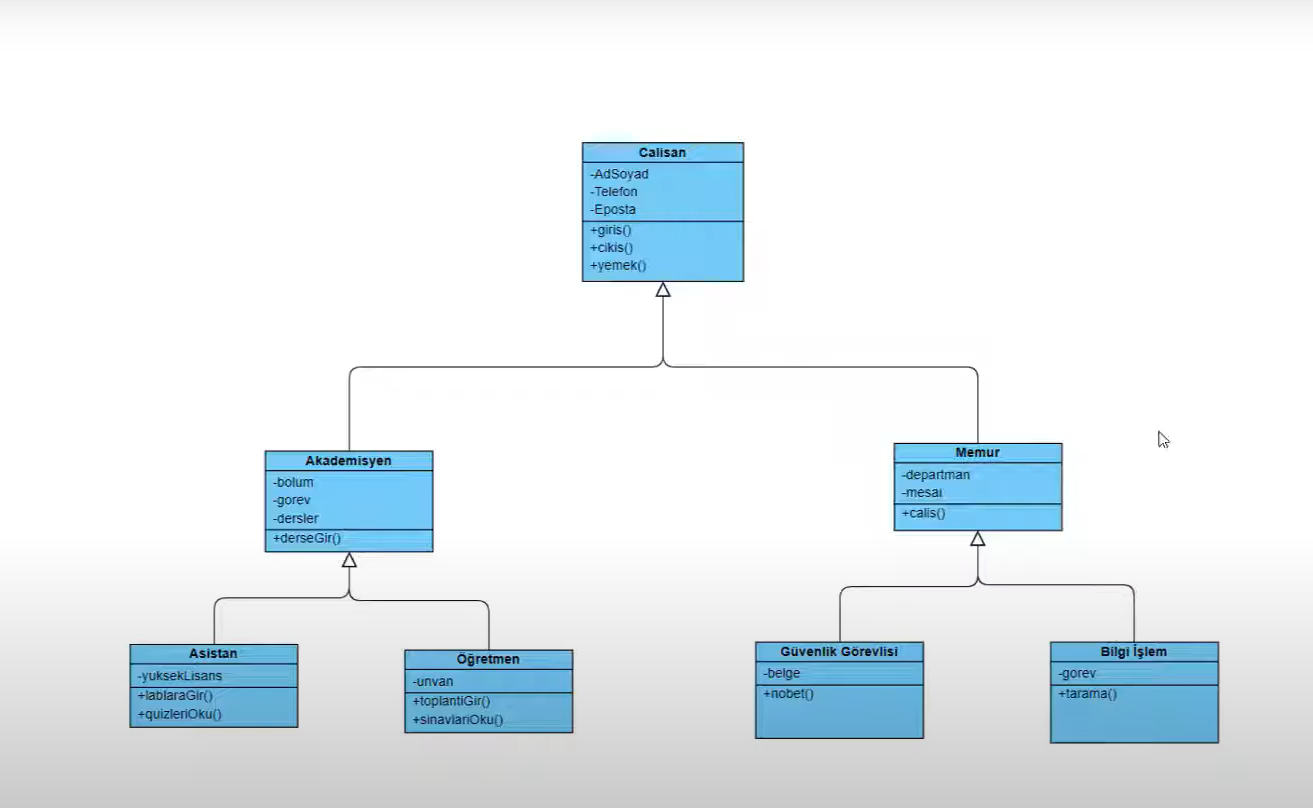 Calisan
-AdSoyad
-Telefon
-Eposta
+giris()
+cikis()
+yemek()
Akademisyen
-bolum
-gorev
-dersler
+derseGir()
Memur
-departman
-mesai
+calis()
Asistan
-yuksekLisans
+lablaraGir()
+quizleriOku()
Öğretmen
-unvan
+toplantiGir()
+sinavlariOku()
Güvenlik Görevlisi
-belge
+nobet()
Bilgi İşlem
-gorev
+tarama()